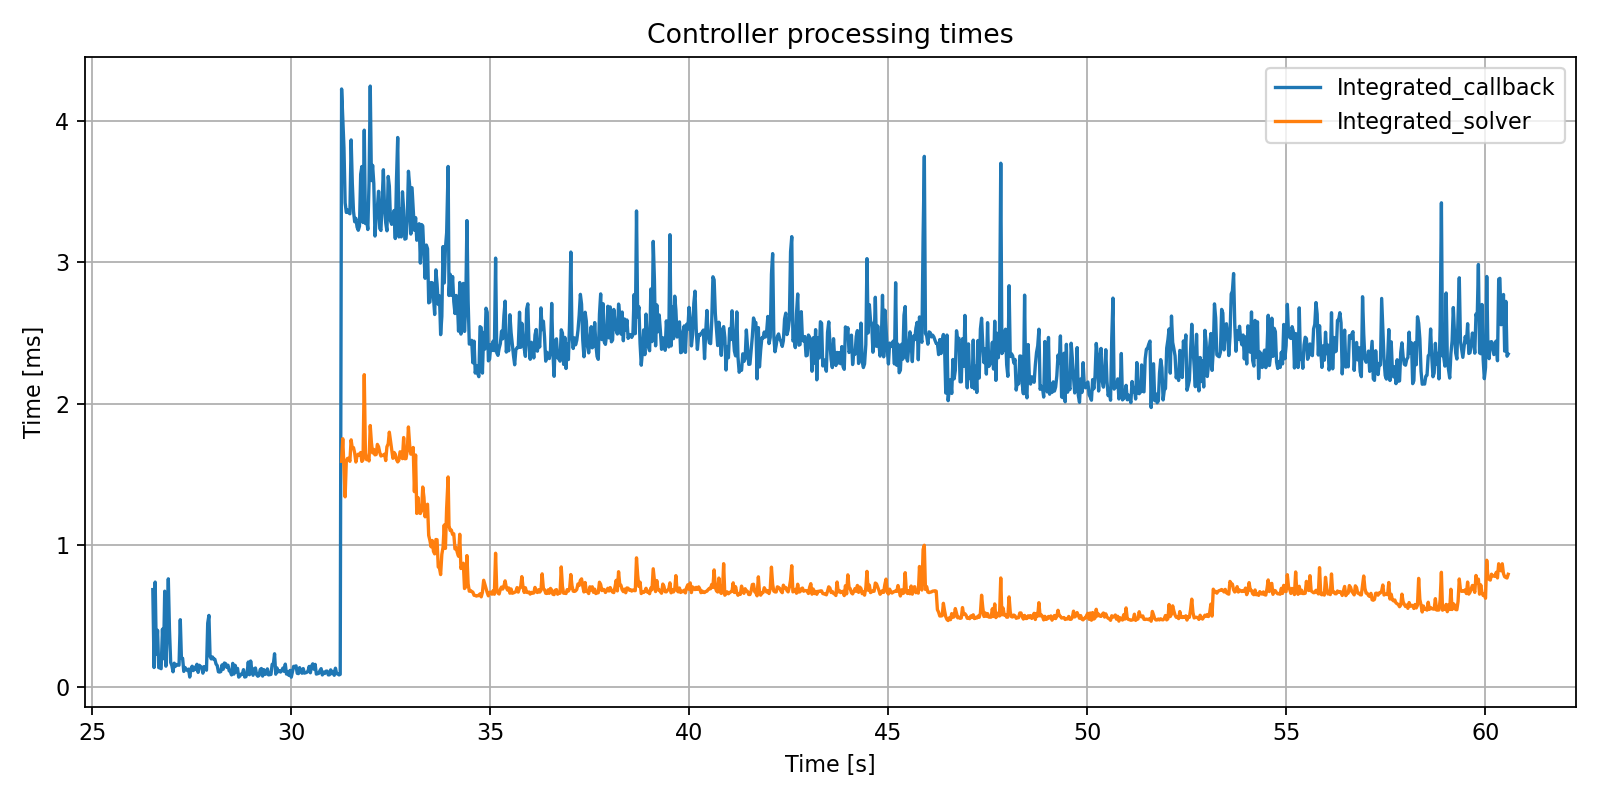 Controller processing times
Integrated_callback
Integrated_solver
Time [ms]
4
3
2
1
0
25 30 35 40 45 50 55 60
Time [s]